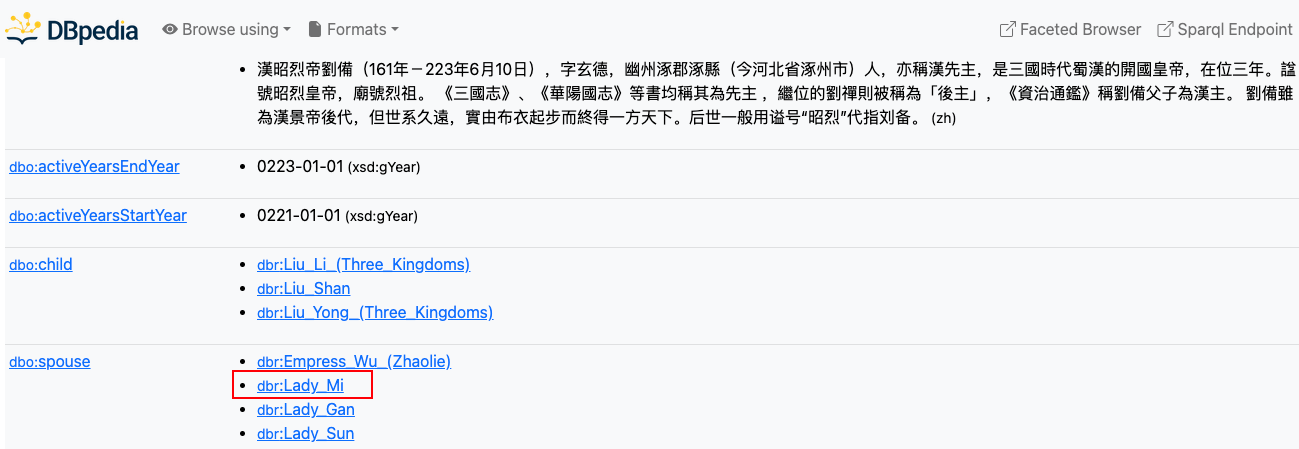 DBpedia Browse using Formats Faceted Browser Sparql Endpoint
漢昭烈帝劉備（161年－223年6月10日），字玄德，幽州涿郡涿縣（今河北省涿州市）人，亦稱漢先主，是三國時代蜀漢的開國皇帝，在位三年。諡
號昭烈皇帝，廟號烈祖。 《三國志》、《華陽國志》等書均稱其為先主 ，繼位的劉禪則被稱為「後主」，《資治通鑑》稱劉備父子為漢主。 劉備雖
為漢景帝後代，但世系久遠，實由布衣起步而終得一方天下。后世一般用谥号“昭烈”代指刘备。 (zh)
dbo:activeYearsEndYear 0223-01-01 (xsd:gYear)
dbo:activeYearsStartYear 0221-01-01 (xsd:gYear)
dbo:child dbr:Liu_Li_(Three_Kingdoms)
dbr:Liu_Shan
dbr:Liu_Yong_(Three_Kingdoms)
dbo:spouse dbr:Empress_Wu_(Zhaolie)
dbr:Lady_Mi
dbr:Lady_Gan
dbr:Lady_Sun